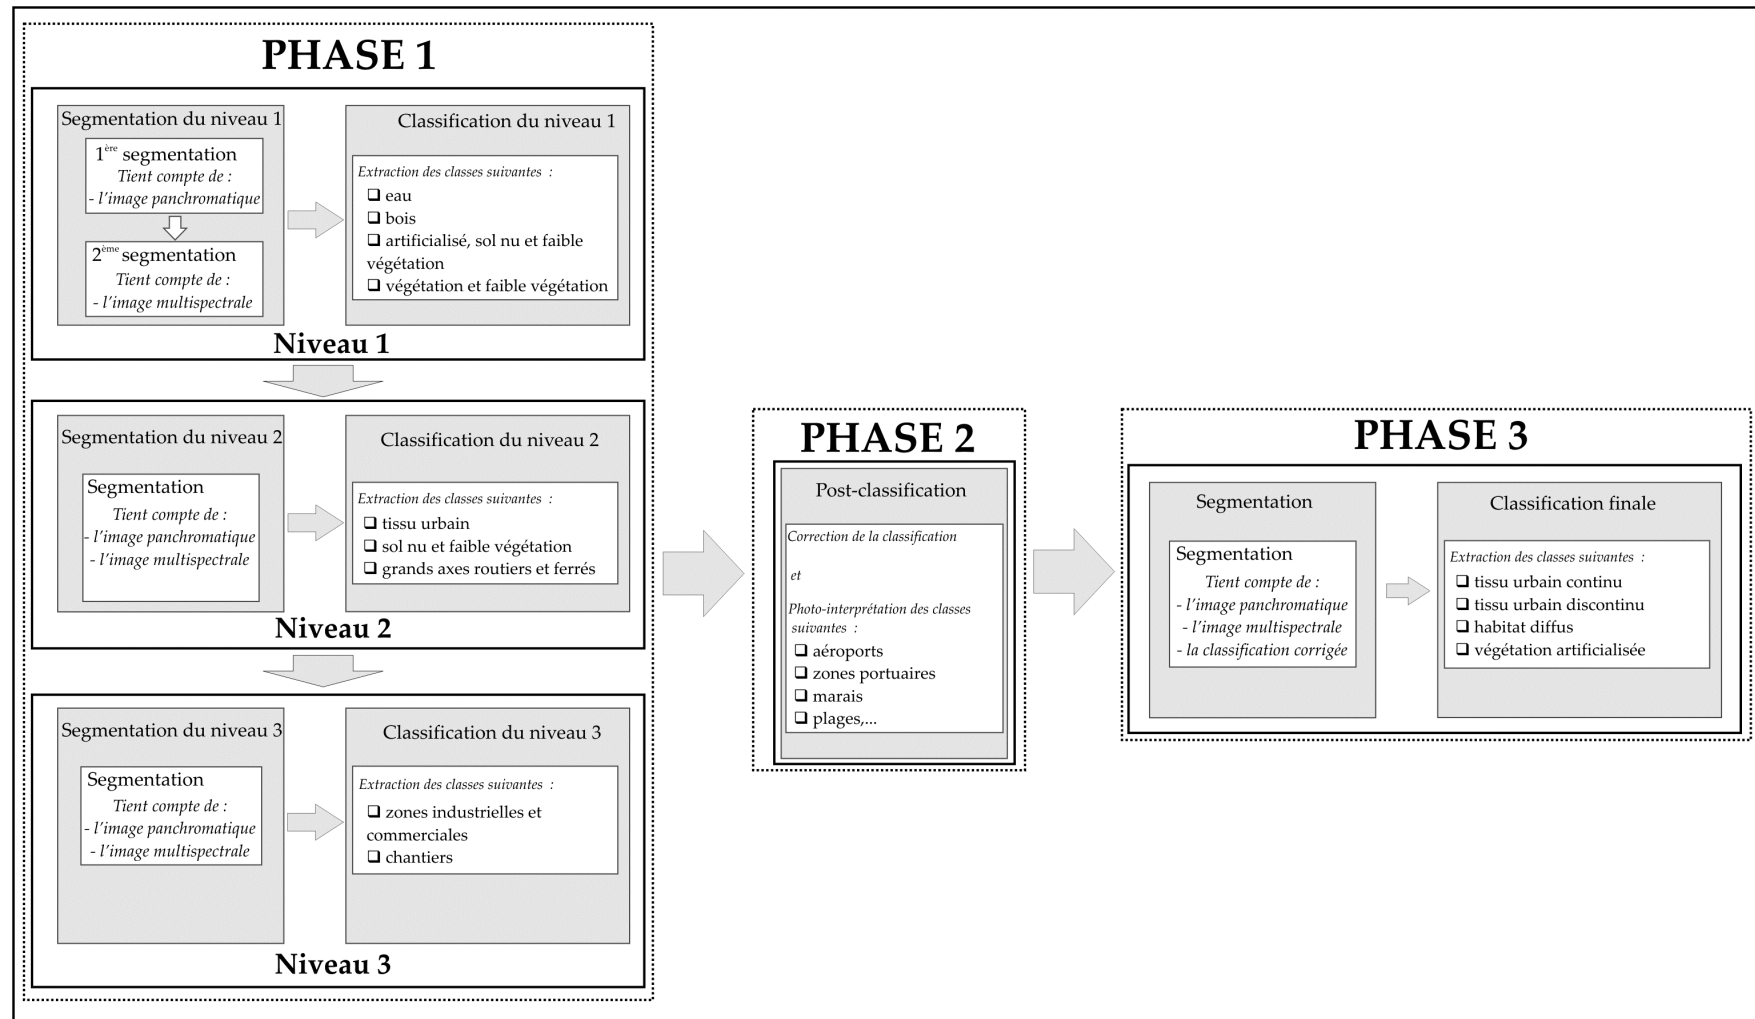 PHASE 1
Segmentation du niveau 1
1ère segmentation
Tient compte de :
- l'image panchromatique
2ème segmentation
Tient compte de :
- l'image multispectrale
Classification du niveau 1
Extraction des classes suivantes :
❑ eau
❑ bois
❑ artificialisé, sol nu et faible
végétation
❑ végétation et faible végétation
Niveau 1
Segmentation du niveau 2
Segmentation
Tient compte de :
- l'image panchromatique
- l'image multispectrale
Classification du niveau 2
Extraction des classes suivantes :
❑ tissu urbain
❑ sol nu et faible végétation
❑ grands axes routiers et ferrés
Niveau 2
Segmentation du niveau 3
Segmentation
Tient compte de :
- l'image panchromatique
- l'image multispectrale
Classification du niveau 3
Extraction des classes suivantes :
❑ zones industrielles et
commerciales
❑ chantiers
Niveau 3
PHASE 2
Post-classification
Correction de la classification
et
Photo-interprétation des classes
suivantes :
❑ aéroports
❑ zones portuaires
❑ marais
❑ plages,...
PHASE 3
Segmentation
Segmentation
Tient compte de :
- l'image panchromatique
- l'image multispectrale
- la classification corrigée
Classification finale
Extraction des classes suivantes :
❑ tissu urbain continu
❑ tissu urbain discontinu
❑ habitat diffus
❑ végétation artificialisée